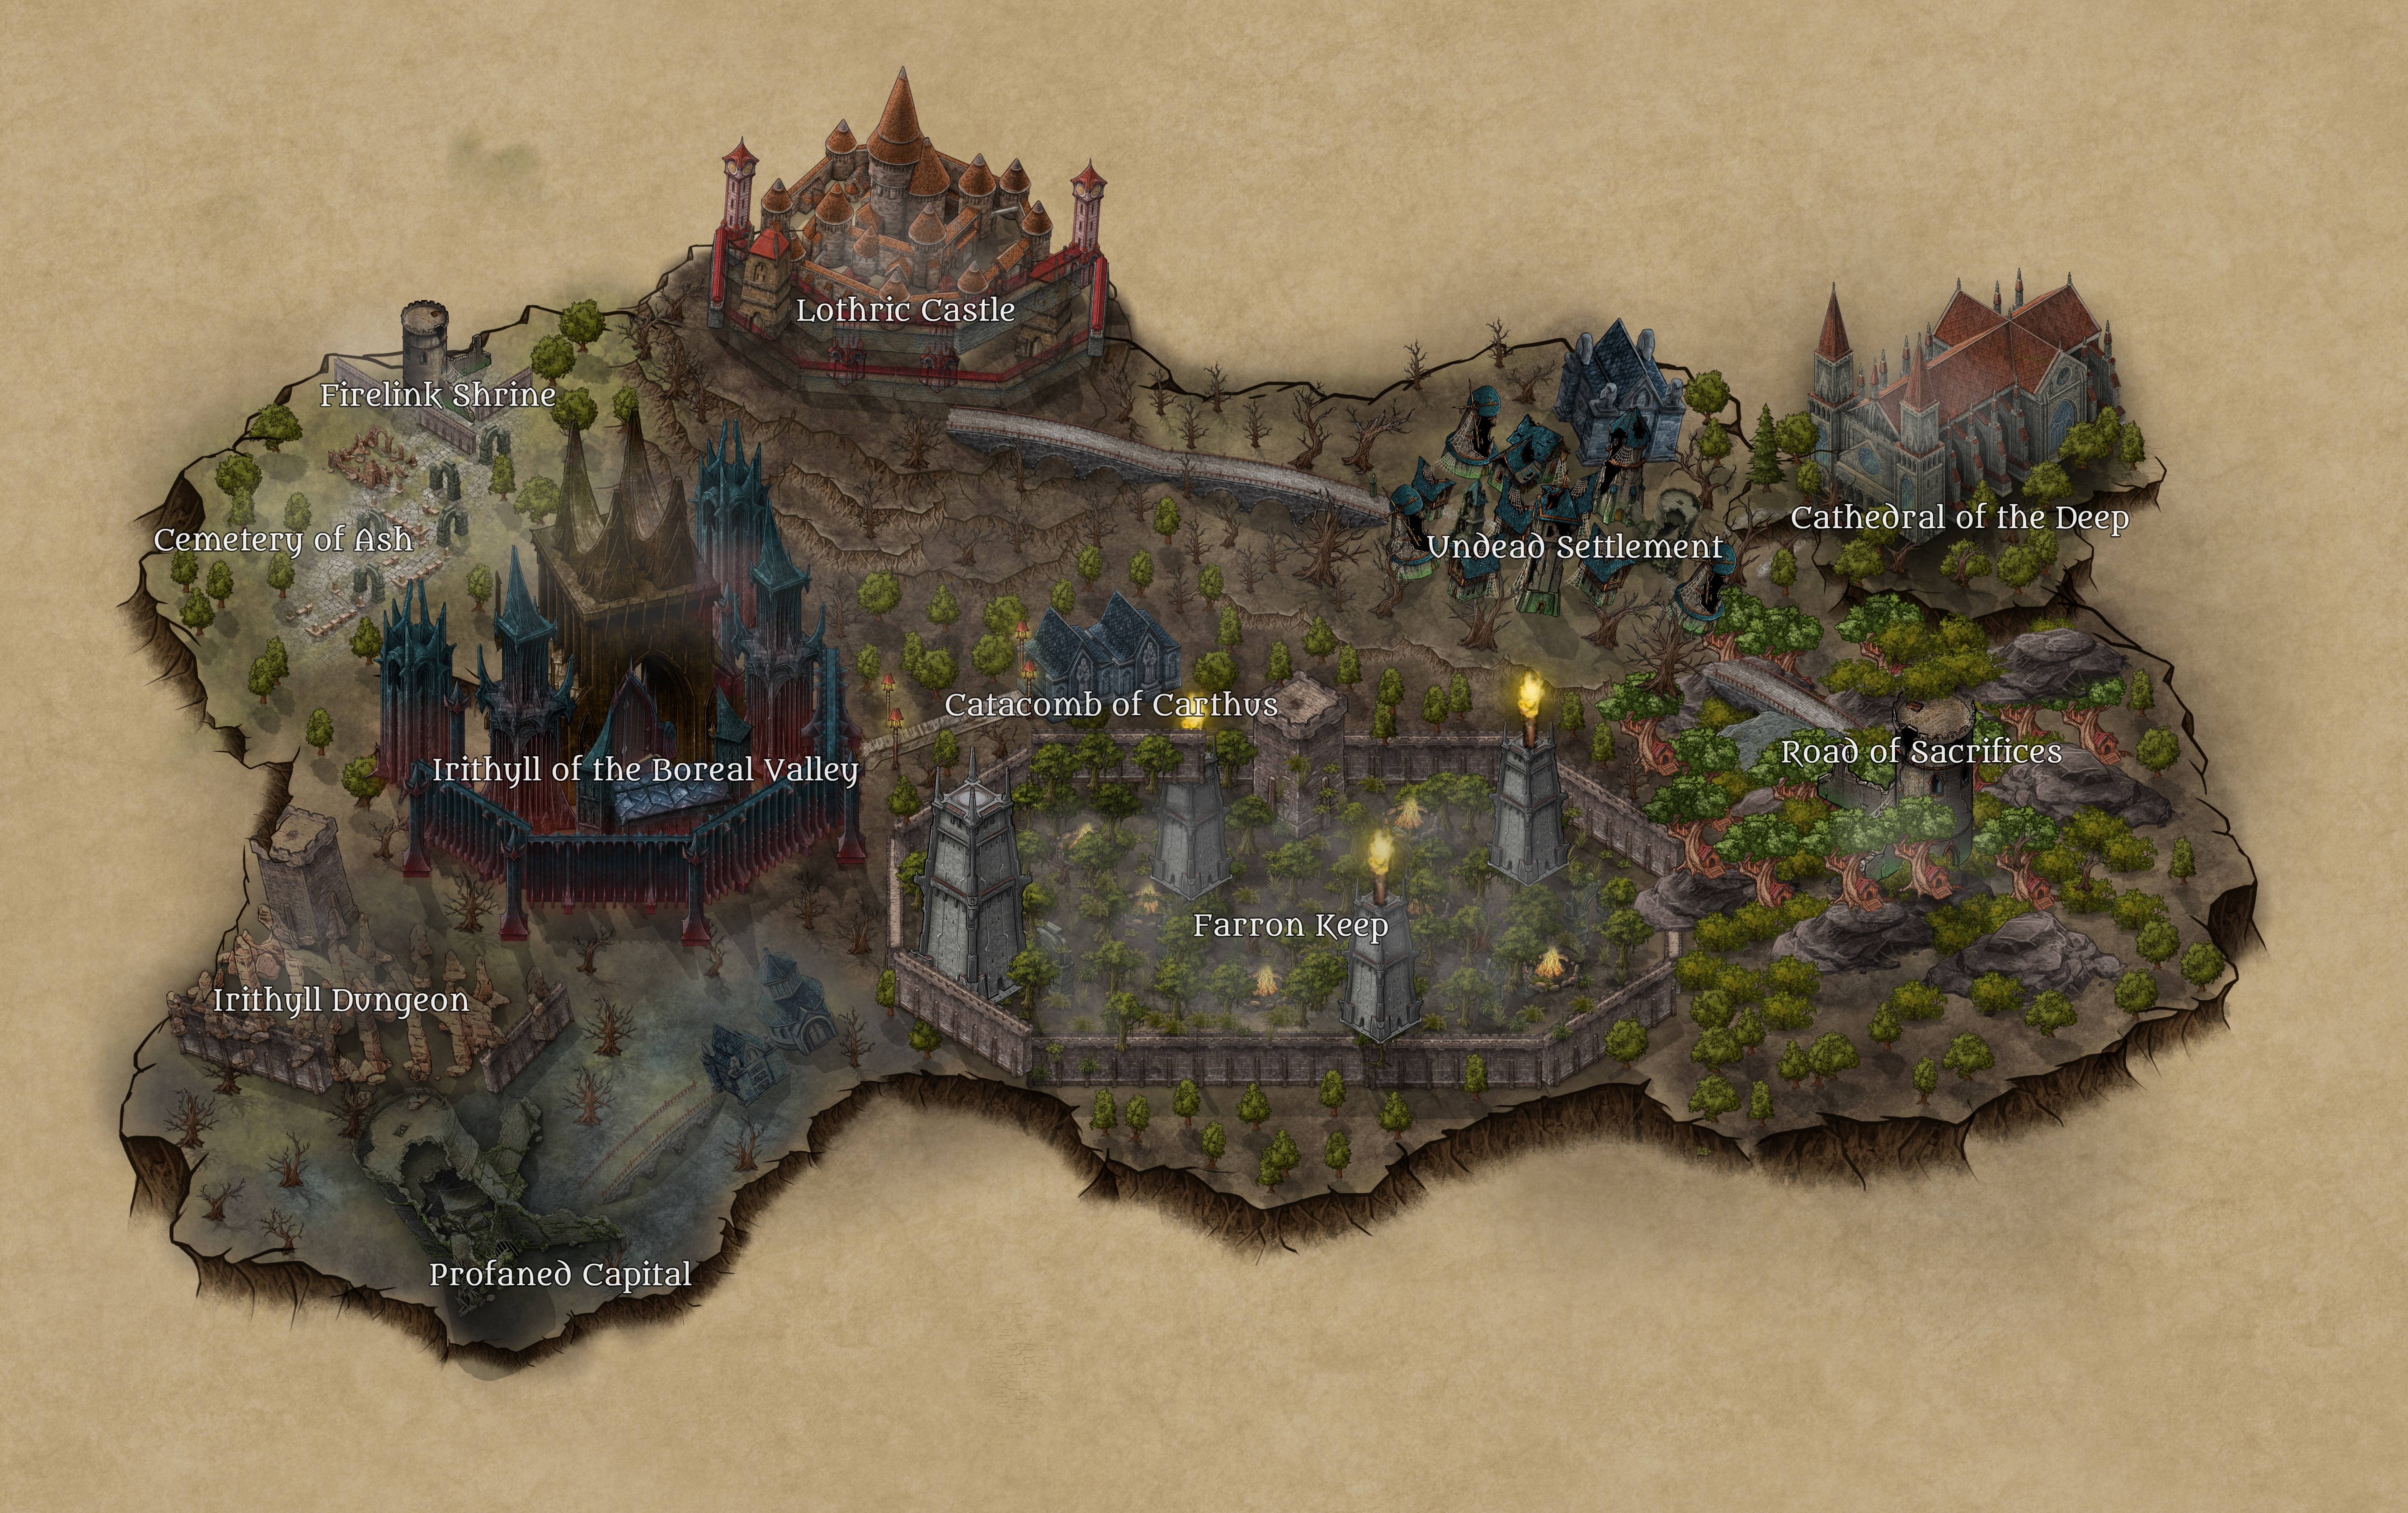 Lothric Castle
Firelink Shrine
Cathedral of the Deep
Cemetery of Ash
Undead Settlement
Catacomb of Carthus
Road of Sacrifices
Irithyll of the Boreal Valley
Farron Keep
Irithyll Dungeon
Profaned Capital